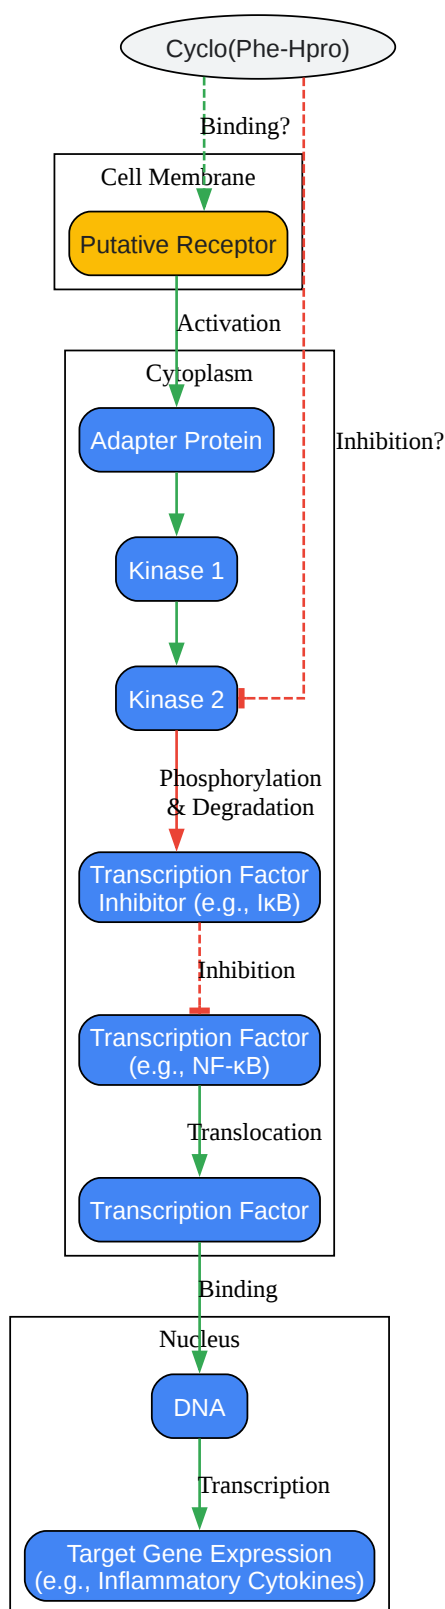 Cyclo(Phe-Hpro)
Binding?
Cell Membrane
Putative Receptor
Activation
Cytoplasm
Adapter Protein
Inhibition?
Kinase 1
Kinase 2
Phosphorylation
& Degradation
Transcription Factor
Inhibitor (e.g., IκB)
Inhibition
Transcription Factor
(e.g., NF-κB)
Translocation
Transcription Factor
Binding
Nucleus
DNA
Transcription
Target Gene Expression
(e.g., Inflammatory Cytokines)